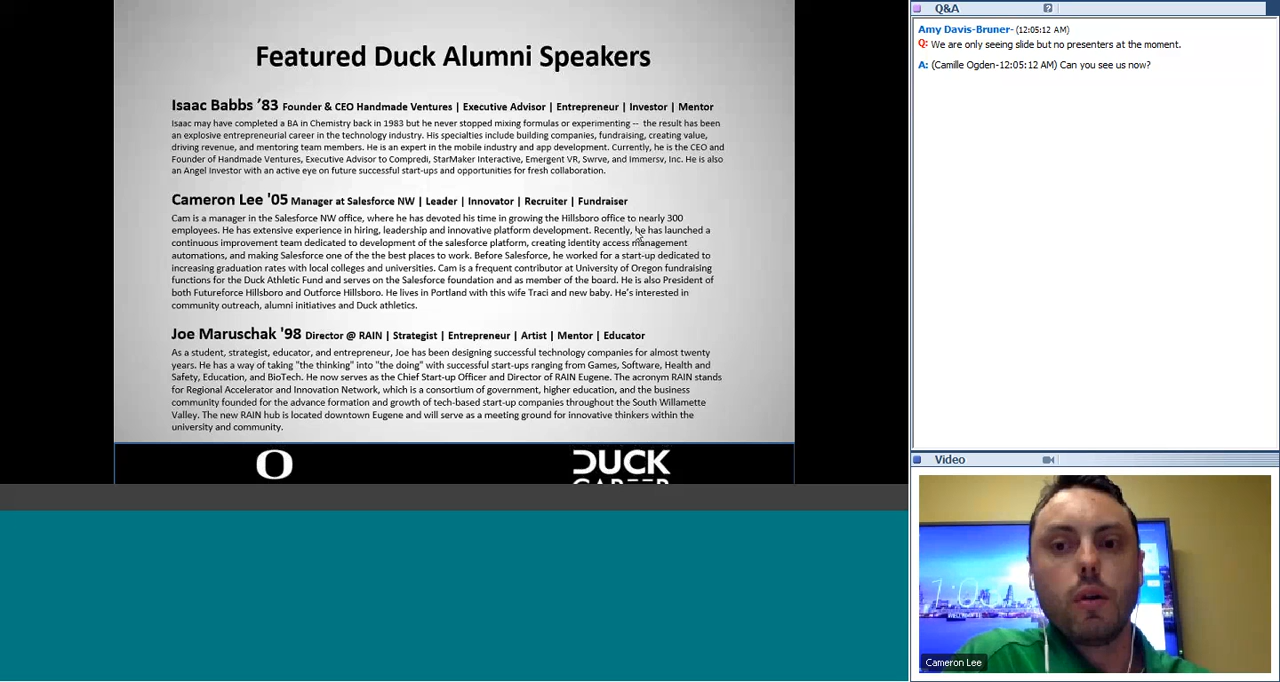 Featured Duck Alumni Speakers
Isaac Babbs ’83 Founder & CEO Handmade Ventures | Executive Advisor | Entrepreneur | Investor | Mentor
Isaac may have completed a BA in Chemistry back in 1983 but he never stopped mixing formulas or experimenting -- the result has been
an explosive entrepreneurial career in the technology industry. His specialties include building companies, fundraising, creating value,
driving revenue, and mentoring team members. He is an expert in the mobile industry and app development. Currently, he is the CEO and
Founder of Handmade Ventures, Executive Advisor to Compredi, StarMaker Interactive, Emergent VR, Swrve, and Immersv, Inc. He is also
an Angel Investor with an active eye on future successful start-ups and opportunities for fresh collaboration.
Cameron Lee '05 Manager at Salesforce NW | Leader | Innovator | Recruiter | Fundraiser
Cam is a manager in the Salesforce NW office, where he has devoted his time in growing the Hillsboro office to nearly 300
employees. He has extensive experience in hiring, leadership and innovative platform development. Recently, he has launched a
continuous improvement team dedicated to development of the salesforce platform, creating identity access management
automations, and making Salesforce one of the the best places to work. Before Salesforce, he worked for a start-up dedicated to
increasing graduation rates with local colleges and universities. Cam is a frequent contributor at University of Oregon fundraising
functions for the Duck Athletic Fund and serves on the Salesforce foundation and as member of the board. He is also President of
both Futureforce Hillsboro and Outforce Hillsboro. He lives in Portland with this wife Traci and new baby. He's interested in
community outreach, alumni initiatives and Duck athletics.
Joe Maruschak '98 Director @ RAIN | Strategist | Entrepreneur | Artist | Mentor | Educator
As a student, strategist, educator, and entrepreneur, Joe has been designing successful technology companies for almost twenty
years. He has a way of taking "the thinking" into "the doing" with successful start-ups ranging from Games, Software, Health and
Safety, Education, and BioTech. He now serves as the Chief Start-up Officer and Director of RAIN Eugene. The acronym RAIN stands
for Regional Accelerator and Innovation Network, which is a consortium of government, higher education, and the business
community founded for the advance formation and growth of tech-based start-up companies throughout the South Willamette
Valley. The new RAIN hub is located downtown Eugene and will serve as a meeting ground for innovative thinkers within the
university and community.
O
DUCK
CAREER
Q&A
Amy Davis-Bruner- (12:05:12 AM)
Q: We are only seeing slide but no presenters at the moment.
A: (Camille Ogden-12:05:12 AM) Can you see us now?
Video
Cameron Lee